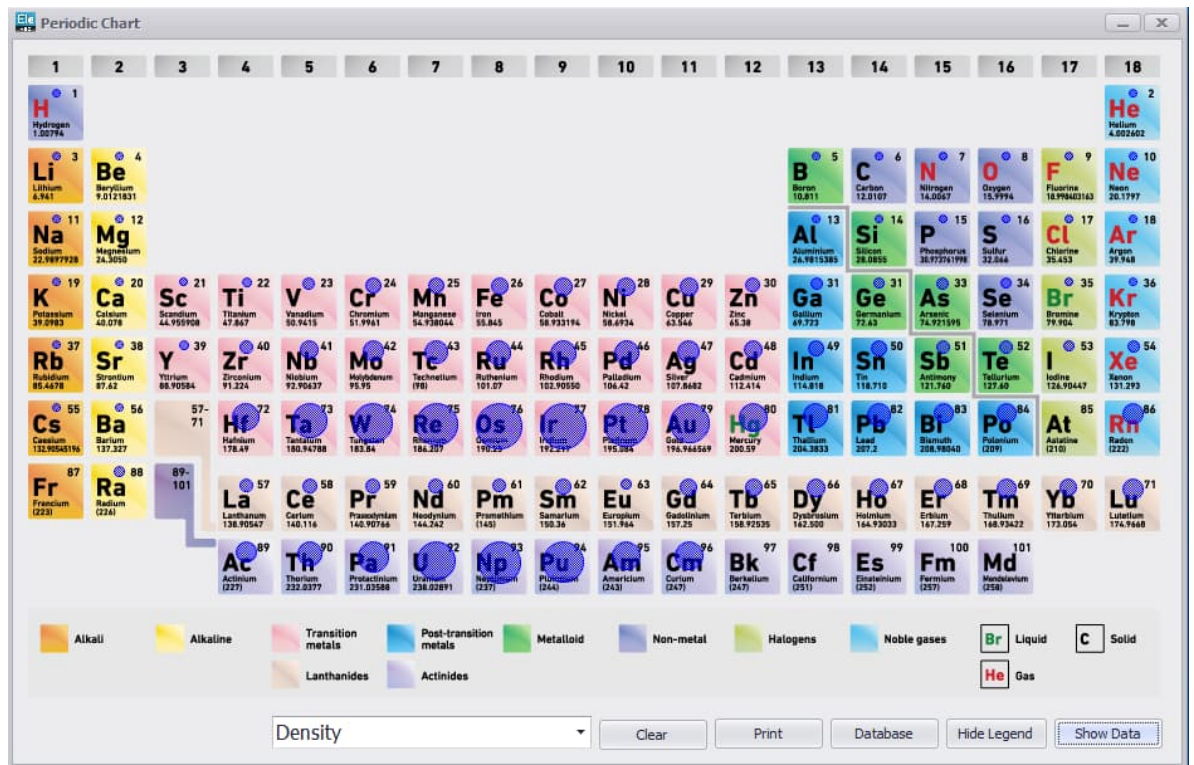 Ele
Periodic Chart
1 2 3 4 5 6 7 8 9 10 11 12 13 14 15 16 17 18
1 2
H He
Hydrogen Helium
1.00794 4.002602
3 4 5 6 7 8 9 10
Li Be B C N O F Ne
Lithium Beryllium Boron Carbon Nitrogen Oxygen Fluorine Neon
6.941 9.0121831 10.811 12.0107 14.0067 15.9994 18.998403163 20.1797
11 12 13 14 15 16 17 18
Na Mg Al Si P S Cl Ar
Sodium Magnesium Aluminium Silicon Phosphorus Sulfur Chlorine Argon
22.9897928 24.3050 26.9815385 28.0855 30.973761998 32.066 35.453 39.948
19 20 21 22 23 24 25 26 27 28 29 30 31 31 33 34 35 36
K Ca Sc Ti V Cr Mn Fe Co Ni Cu Zn Ga Ge As Se Br Kr
Potassium Calcium Scandium Titanium Vanadium Chromium Manganese Iron Cobalt Nickel Copper Zinc Gallium Germanium Arsenic Selenium Bromine Krypton
39.0983 40.078 44.955908 47.867 50.9415 51.9961 54.938044 55.845 58.933194 58.6934 63.546 65.38 69.723 72.63 74.921595 78.971 79.904 83.798
37 38 39 40 41 42 43 44 45 46 47 48 49 50 51 52 53 54
Rb Sr Y Zr Nb Mo Tc Ru Rh Pd Ag Cd In Sn Sb Te I Xe
Rubidium Strontium Yttrium Zirconium Niobium Molybdenum Technetium Ruthenium Rhodium Palladium Silver Cadmium Indium Tin Antimony Tellurium Iodine Xenon
85.4678 87.62 88.90584 91.224 92.90637 95.95 (98) 101.07 102.90550 106.42 107.8682 112.414 114.818 118.710 121.760 127.60 126.90447 131.293
55 56 57-71 72 73 74 75 76 77 78 79 80 81 82 83 84 85 86
Cs Ba Hf Ta W Re Os Ir Pt Au Hg Tl Pb Bi Po At Rn
Caesium Barium Hafnium Tantalum Tungsten Rhenium Osmium Iridium Platinum Gold Mercury Thallium Lead Bismuth Polonium Astatine Radon
132.90545196 137.327 178.49 180.94788 183.84 186.207 190.23 192.217 195.084 196.966569 200.59 204.3833 207.2 208.98040 (209) (210) (222)
87 88 89-101
Fr Ra
Francium Radium
(223) (226)
57 58 59 60 61 62 63 64 65 66 67 68 69 70 71
La Ce Pr Nd Pm Sm Eu Gd Tb Dy Ho Er Tm Yb Lu
Lanthanum Cerium Praseodymium Neodymium Promethium Samarium Europium Gadolinium Terbium Dysbrosium Holmium Erbium Thulium Ytterbium Lutetium
138.90547 140.116 140.90766 144.242 (145) 150.36 151.964 157.25 158.92535 162.500 164.93033 167.259 168.93422 173.054 174.9668
89 90 91 92 93 94 95 96 97 98 99 100 101
Ac Th Pa U Np Pu Am Cm Bk Cf Es Fm Md
Actinium Thorium Protactinium Uranium Neptunium Plutonium Americium Curium Berkelium Californium Einsteinium Fermium Mendelevium
(227) 232.0377 231.03588 238.02891 (237) (244) (243) (247) (247) (251) (252) (257) (258)
Alkali Alkaline Transition metals Post-transition metals Metalloid Non-metal Halogens Noble gases Br Liquid C Solid
Lanthanides Actinides He Gas
Density Clear Print Database Hide Legend Show Data